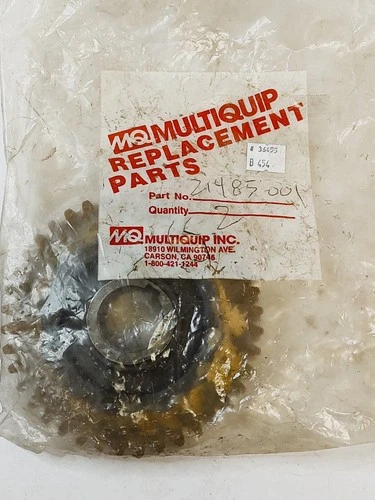 MQ MULTIQUIP
REPLACEMENT
PARTS
# 36455
B 454
Part No. 21485-001
Quantity 2
MQ MULTIQUIP INC.
18910 WILMINGTON AVE.
CARSON, CA 90746
1-800-421-1244